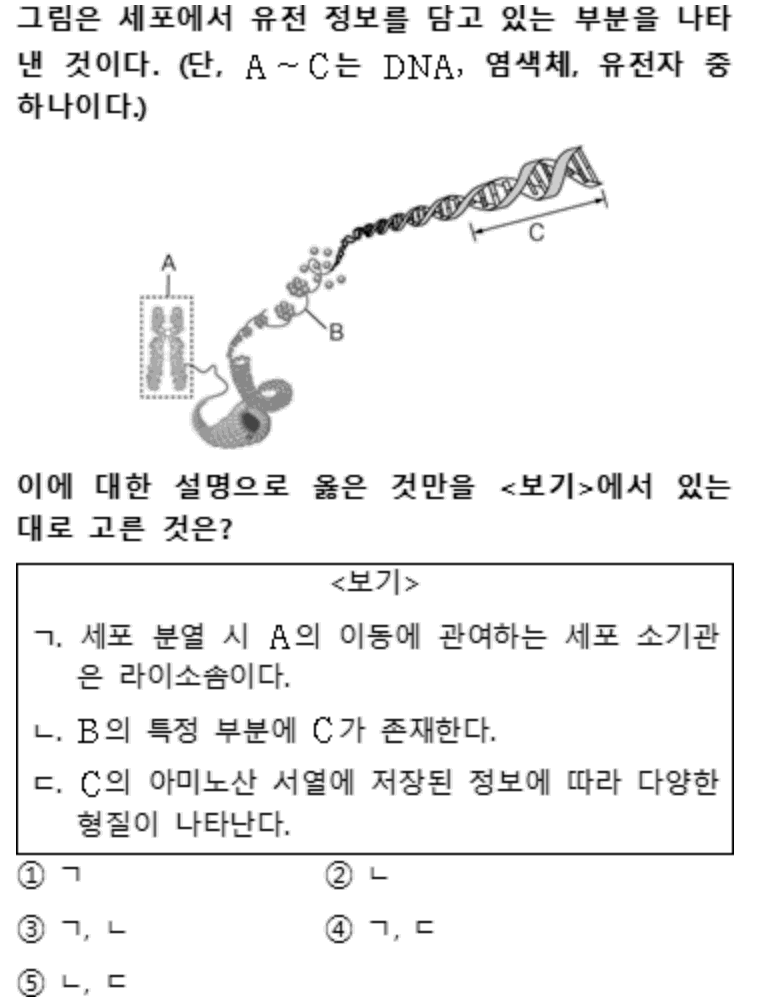 그림은 세포에서 유전 정보를 담고 있는 부분을 나타
낸 것이다. (단, A ~ C는 DNA, 염색체, 유전자 중
하나이다.)
C
A
B
이에 대한 설명으로 옳은 것만을 <보기>에서 있는
대로 고른 것은?
<보기>
ㄱ. 세포 분열 시 A의 이동에 관여하는 세포 소기관
은 라이소솜이다.
ㄴ. B의 특정 부분에 C가 존재한다.
ㄷ. C의 아미노산 서열에 저장된 정보에 따라 다양한
형질이 나타난다.
① ㄱ ② ㄴ
③ ㄱ, ㄴ ④ ㄱ, ㄷ
⑤ ㄴ, ㄷ